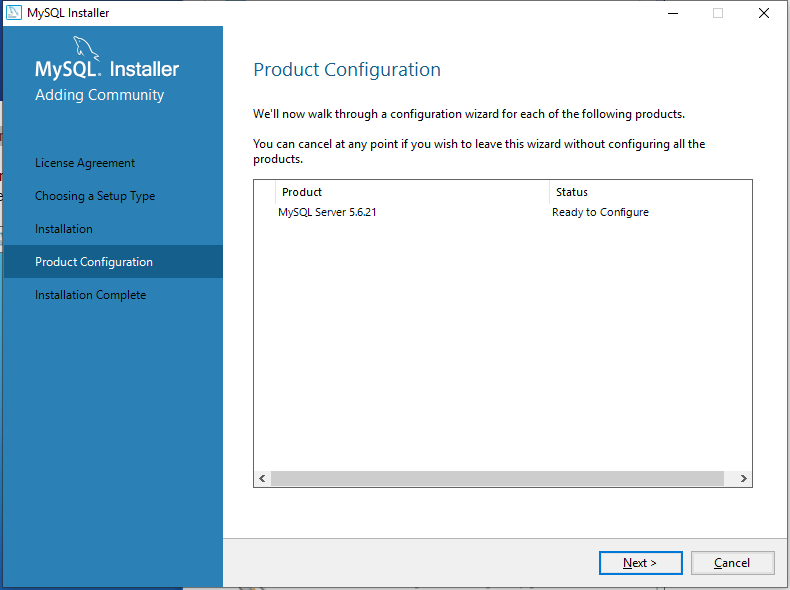 MySQL Installer
MySQL. Installer
Adding Community
License Agreement
Choosing a Setup Type
Installation
Product Configuration
Installation Complete
Product Configuration
We'll now walk through a configuration wizard for each of the following products.
You can cancel at any point if you wish to leave this wizard without configuring all the
products.
Product Status
MySQL Server 5.6.21 Ready to Configure
Next > Cancel